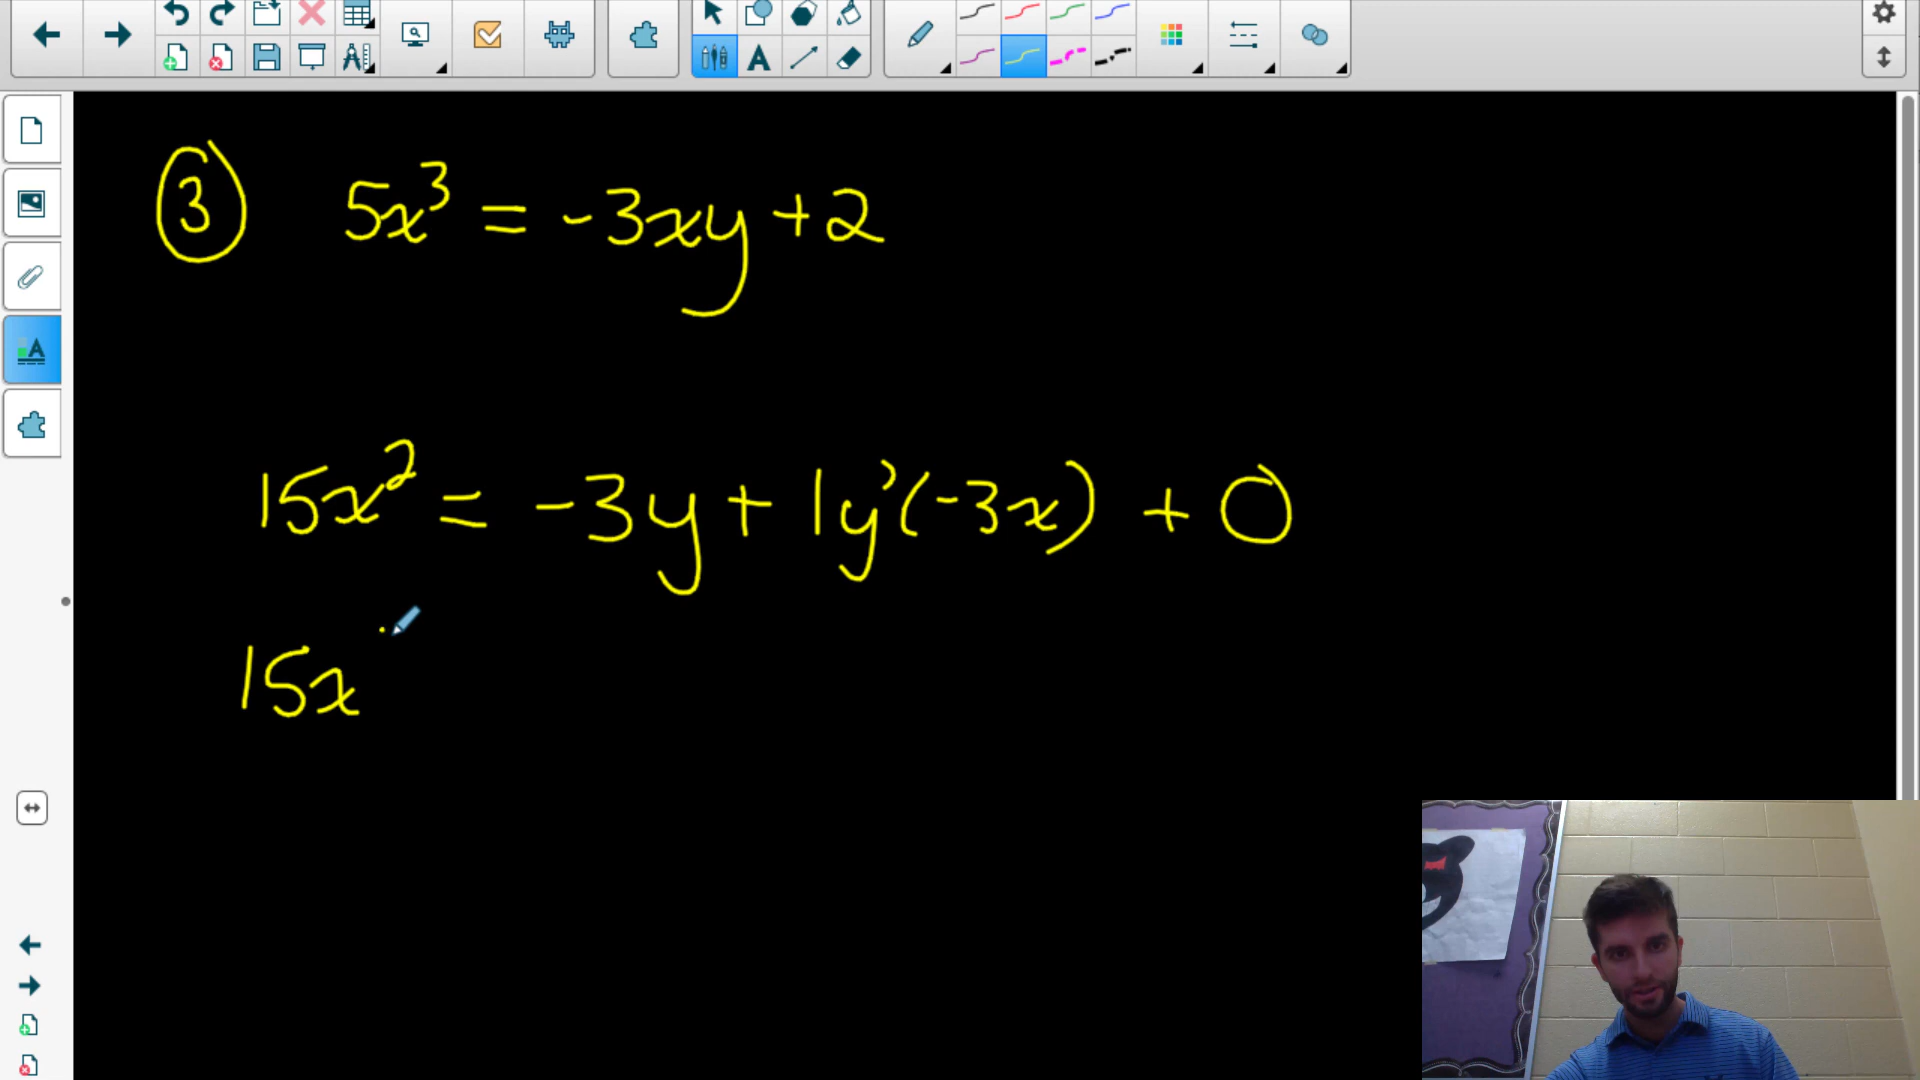 ③ 5x³ = -3xy + 2
15x² = -3y + 1y'(-3x) + 0
15x